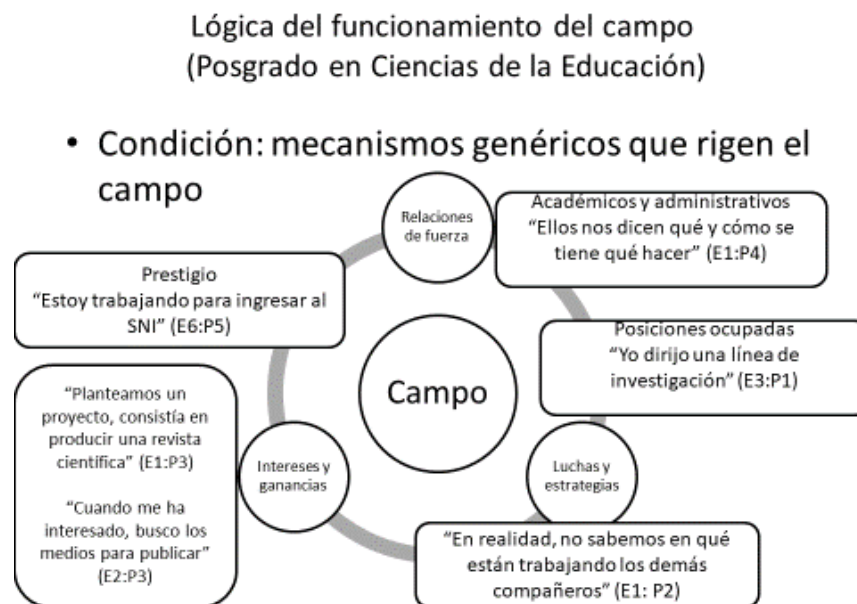 Lógica del funcionamiento del campo
(Posgrado en Ciencias de la Educación)
• Condición: mecanismos genéricos que rigen el
campo
Relaciones
de fuerza
Académicos y administrativos
“Ellos nos dicen qué y cómo se
tiene qué hacer” (E1:P4)
Prestigio
“Estoy trabajando para ingresar al
SNI” (E6:P5)
Posiciones ocupadas
“Yo dirijo una línea de
investigación” (E3:P1)
Campo
“Planteamos un
proyecto, consistía en
producir una revista
científica” (E1:P3)
“Cuando me ha
interesado, busco los
medios para publicar”
(E2:P3)
Intereses y
ganancias
Luchas y
estrategias
“En realidad, no sabemos en qué
están trabajando los demás
compañeros” (E1: P2)